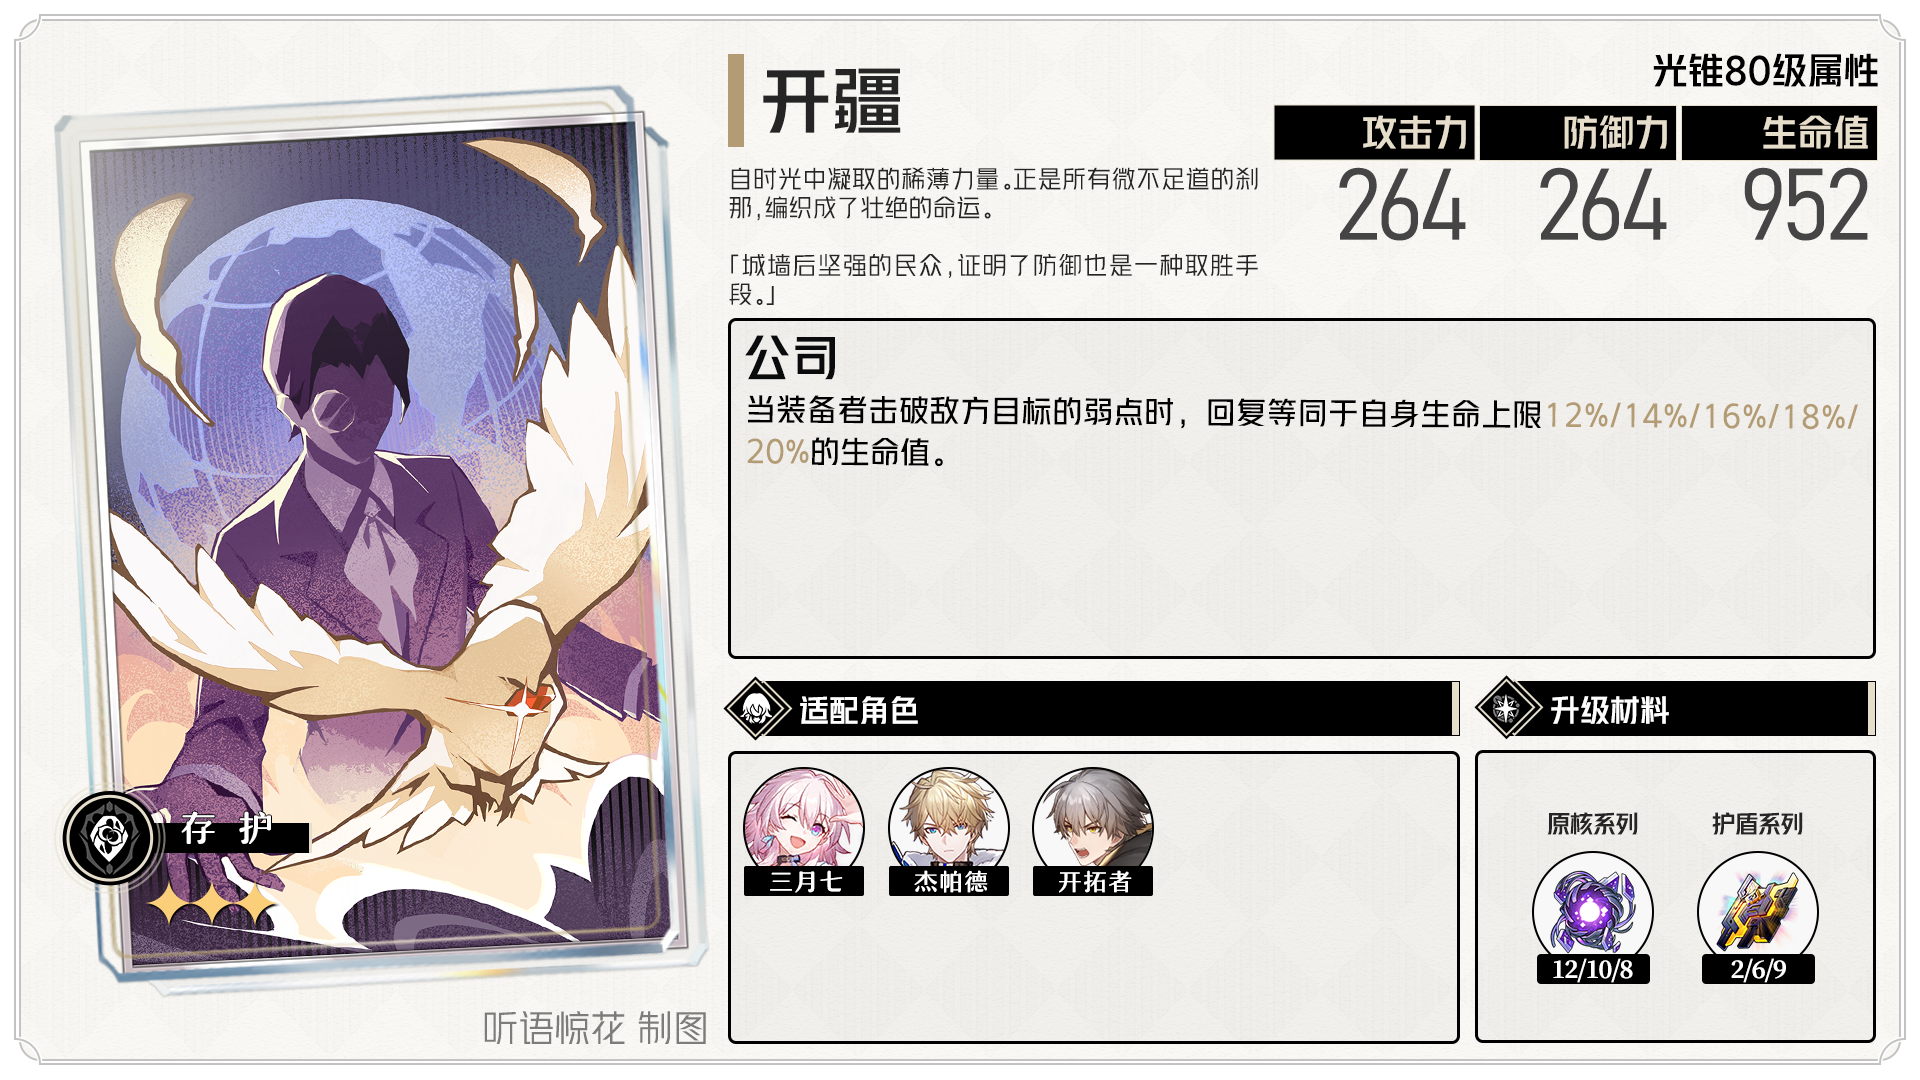 开疆
自时光中凝取的稀薄力量。正是所有微不足道的刹
那，编织成了壮绝的命运。
「城墙后坚强的民众，证明了防御也是一种取胜手
段。」
光锥80级属性
攻击力 防御力 生命值
264 264 952
公司
当装备者击破敌方目标的弱点时，回复等同于自身生命上限12%/14%/16%/18%/
20%的生命值。
存护
适配角色
三月七 杰帕德 开拓者
升级材料
原核系列 护盾系列
12/10/8 2/6/9
听语惊花 制图